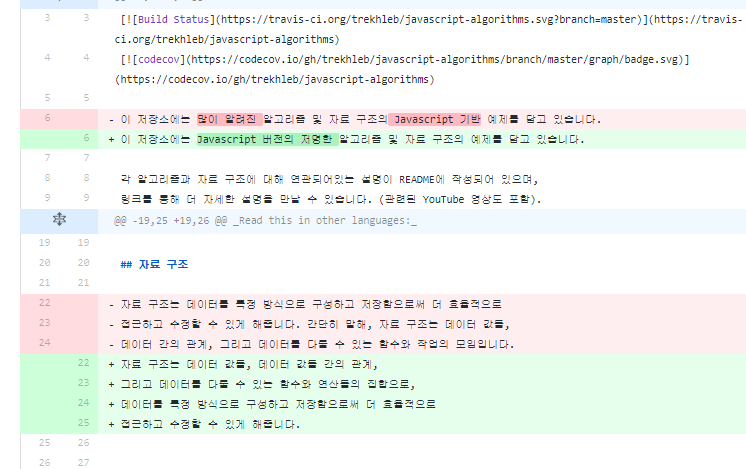 3 3 [![Build Status](https://travis-ci.org/trekhleb/javascript-algorithms.svg?branch=master)](https://travis-
ci.org/trekhleb/javascript-algorithms)
4 4 [![codecov](https://codecov.io/gh/trekhleb/javascript-algorithms/branch/master/graph/badge.svg)]
(https://codecov.io/gh/trekhleb/javascript-algorithms)
5 5
6 - 이 저장소에는 많이 알려진 알고리즘 및 자료 구조의 Javascript 기반 예제를 담고 있습니다.
6 + 이 저장소에는 Javascript 버전의 저명한 알고리즘 및 자료 구조의 예제를 담고 있습니다.
7 7
8 8 각 알고리즘과 자료 구조에 대해 연관되어있는 설명이 README에 작성되어 있으며,
9 9 링크를 통해 더 자세한 설명을 만날 수 있습니다. (관련된 YouTube 영상도 포함).
@@ -19,25 +19,26 @@ _Read this in other languages:_
19 19
20 20 ## 자료 구조
21 21
22 - 자료 구조는 데이터를 특정 방식으로 구성하고 저장함으로써 더 효율적으로
23 - 접근하고 수정할 수 있게 해줍니다. 간단히 말해, 자료 구조는 데이터 값들,
24 - 데이터 간의 관계, 그리고 데이터를 다룰 수 있는 함수와 작업의 모임입니다.
22 + 자료 구조는 데이터 값들, 데이터 값들 간의 관계,
23 + 그리고 데이터를 다룰 수 있는 함수와 연산들의 집합으로,
24 + 데이터를 특정 방식으로 구성하고 저장함으로써 더 효율적으로
25 + 접근하고 수정할 수 있게 해줍니다.
25 26
26 27